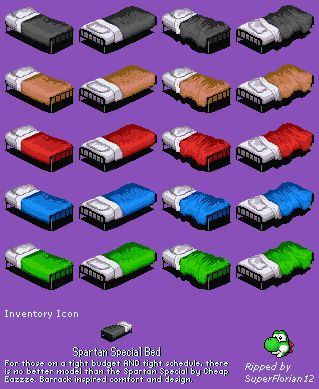 Inventory Icon
Spartan Special Bed
For those on a tight budget AND tight schedule, there
is no better model than the Spartan Special by Cheap
Eazzze. Barrack inspired comfort and design.
Ripped by
SuperFlorian12